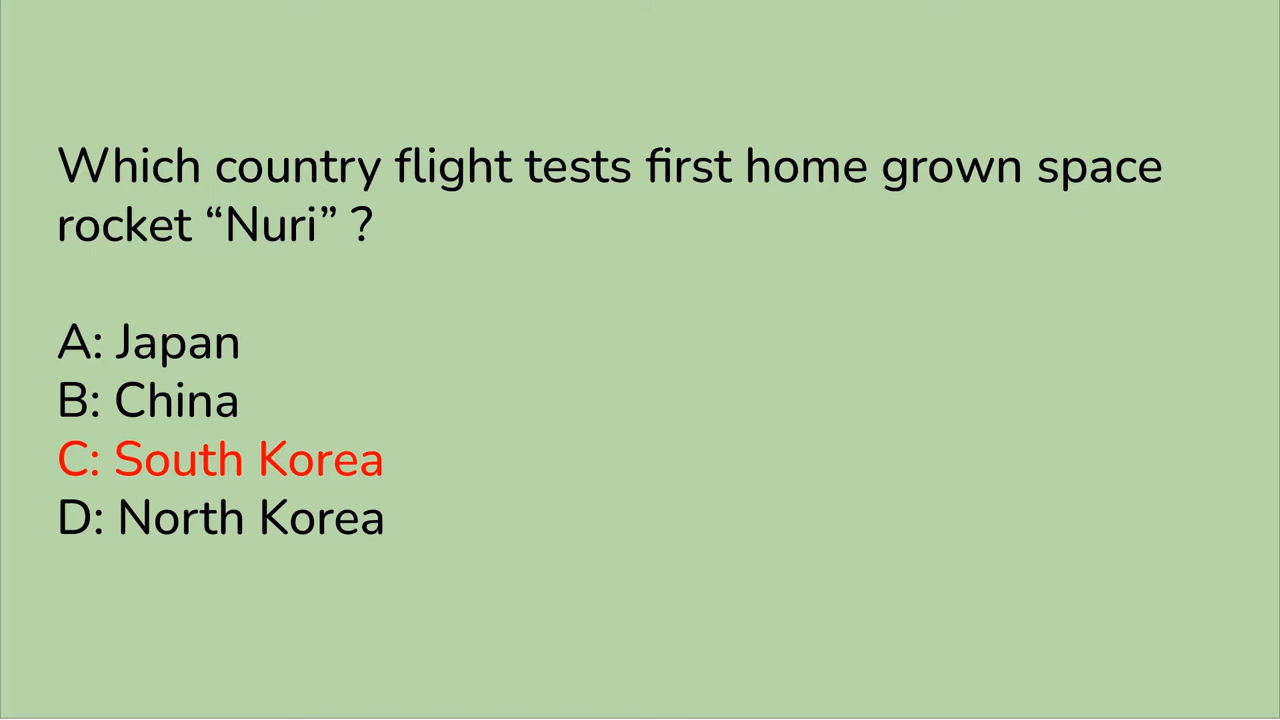 Which country flight tests first home grown space
rocket “Nuri” ?
A: Japan
B: China
C: South Korea
D: North Korea